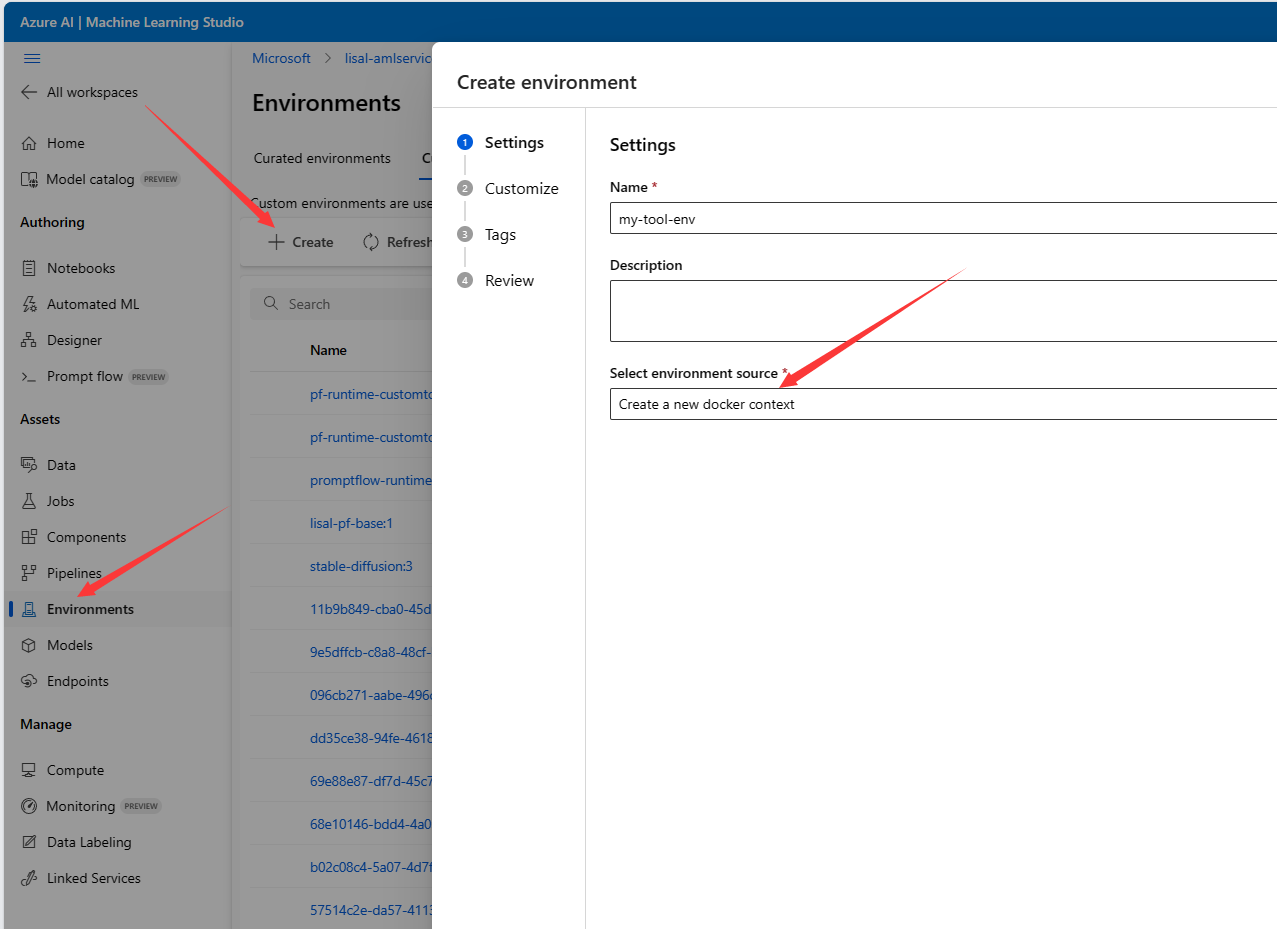 Azure AI | Machine Learning Studio
All workspaces
Home
Model catalog PREVIEW
Authoring
Notebooks
Automated ML
Designer
Prompt flow PREVIEW
Assets
Data
Jobs
Components
Pipelines
Environments
Models
Endpoints
Manage
Compute
Monitoring PREVIEW
Data Labeling
Linked Services
Microsoft > lisal-amlservic
Environments
Curated environments
Custom environments are use
Create
Refresh
Search
Name
pf-runtime-customto
pf-runtime-customto
promptflow-runtime
lisal-pf-base:1
stable-diffusion:3
11b9b849-cba0-45d
9e5dffcb-c8a8-48cf-
096cb271-aabe-496c
dd35ce38-94fe-4618
69e88e87-df7d-45c7
68e10146-bdd4-4a0
b02c08c4-5a07-4d7f
57514c2e-da57-4113
Create environment
1 Settings
2 Customize
3 Tags
4 Review
Settings
Name *
my-tool-env
Description
Select environment source *
Create a new docker context